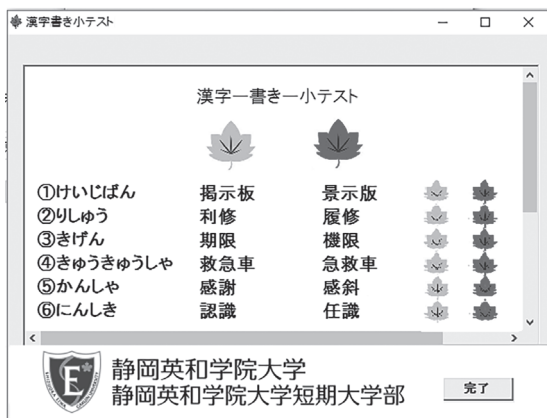 漢字書き小テスト
漢字ー書きー小テスト
①けいじばん 掲示板 景示版
②りしゅう 利修 履修
③きげん 期限 機限
④きゅうきゅうしゃ 救急車 急救車
⑤かんしゃ 感謝 感斜
⑥にんしき 認識 任識
静岡英和学院大学
静岡英和学院大学短期大学部
完了